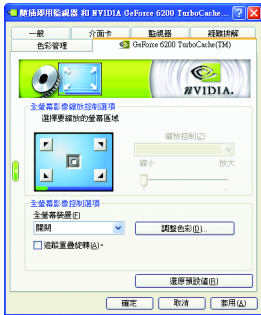 隨插即用監視器 和 NVIDIA GeForce 6200 TurboCache...
一般
介面卡
監視器
疑難排解
色彩管理
GeForce 6200 TurboCache(TM)
NVIDIA.
全螢幕影像縮放控制選項
選擇要縮放的螢幕區域
縮放控制(Z)
縮小
放大
全螢幕影像控制選項
全螢幕裝置(F)
關閉
調整色彩(D)...
追蹤重疊旋轉(A)。
還原預設值(R)
確定
取消
套用(A)